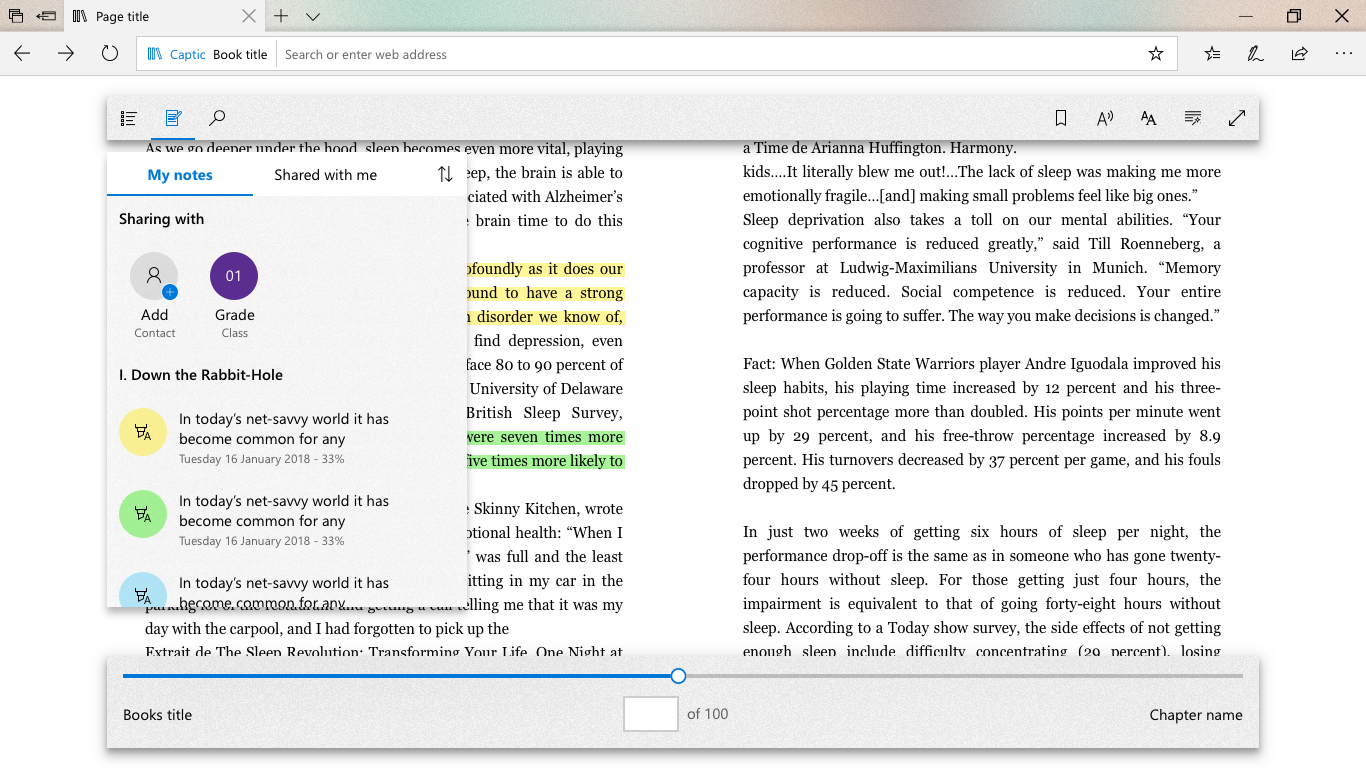 Page title
Captic Book title Search or enter web address
My notes
Shared with me
Sharing with
01
Add
Contact
Grade
Class
I. Down the Rabbit-Hole
In today's net-savvy world it has
become common for any
Tuesday 16 January 2018 - 33%
In today's net-savvy world it has
become common for any
Tuesday 16 January 2018 - 33%
In today's net-savvy world it has
become common for any
As we go deeper under the hood, sleep becomes even more vital, playing
the brain is able to
ciated with Alzheimer's
brain time to do this
ofoundly as it does our
ound to have a strong
disorder we know of,
find depression, even
face 80 to 90 percent of
University of Delaware
British Sleep Survey,
were seven times more
five times more likely to
Skinny Kitchen, wrote
otional health: “When I
was full and the least
itting in my car in the
parking lot of the restaurant and getting a call telling me that it was my
day with the carpool, and I had forgotten to pick up the
Extrait de The Sleep Revolution: Transforming Your Life, One Night at
a Time de Arianna Huffington. Harmony.
kids....It literally blew me out!...The lack of sleep was making me more
emotionally fragile...[and] making small problems feel like big ones.”
Sleep deprivation also takes a toll on our mental abilities. “Your
cognitive performance is reduced greatly,” said Till Roenneberg, a
professor at Ludwig-Maximilians University in Munich. “Memory
capacity is reduced. Social competence is reduced. Your entire
performance is going to suffer. The way you make decisions is changed.”
Fact: When Golden State Warriors player Andre Iguodala improved his
sleep habits, his playing time increased by 12 percent and his three-
point shot percentage more than doubled. His points per minute went
up by 29 percent, and his free-throw percentage increased by 8.9
percent. His turnovers decreased by 37 percent per game, and his fouls
dropped by 45 percent.
In just two weeks of getting six hours of sleep per night, the
performance drop-off is the same as in someone who has gone twenty-
four hours without sleep. For those getting just four hours, the
impairment is equivalent to that of going forty-eight hours without
sleep. According to a Today show survey, the side effects of not getting
enough sleep include difficulty concentrating (29 percent), losing
Books title
of 100
Chapter name